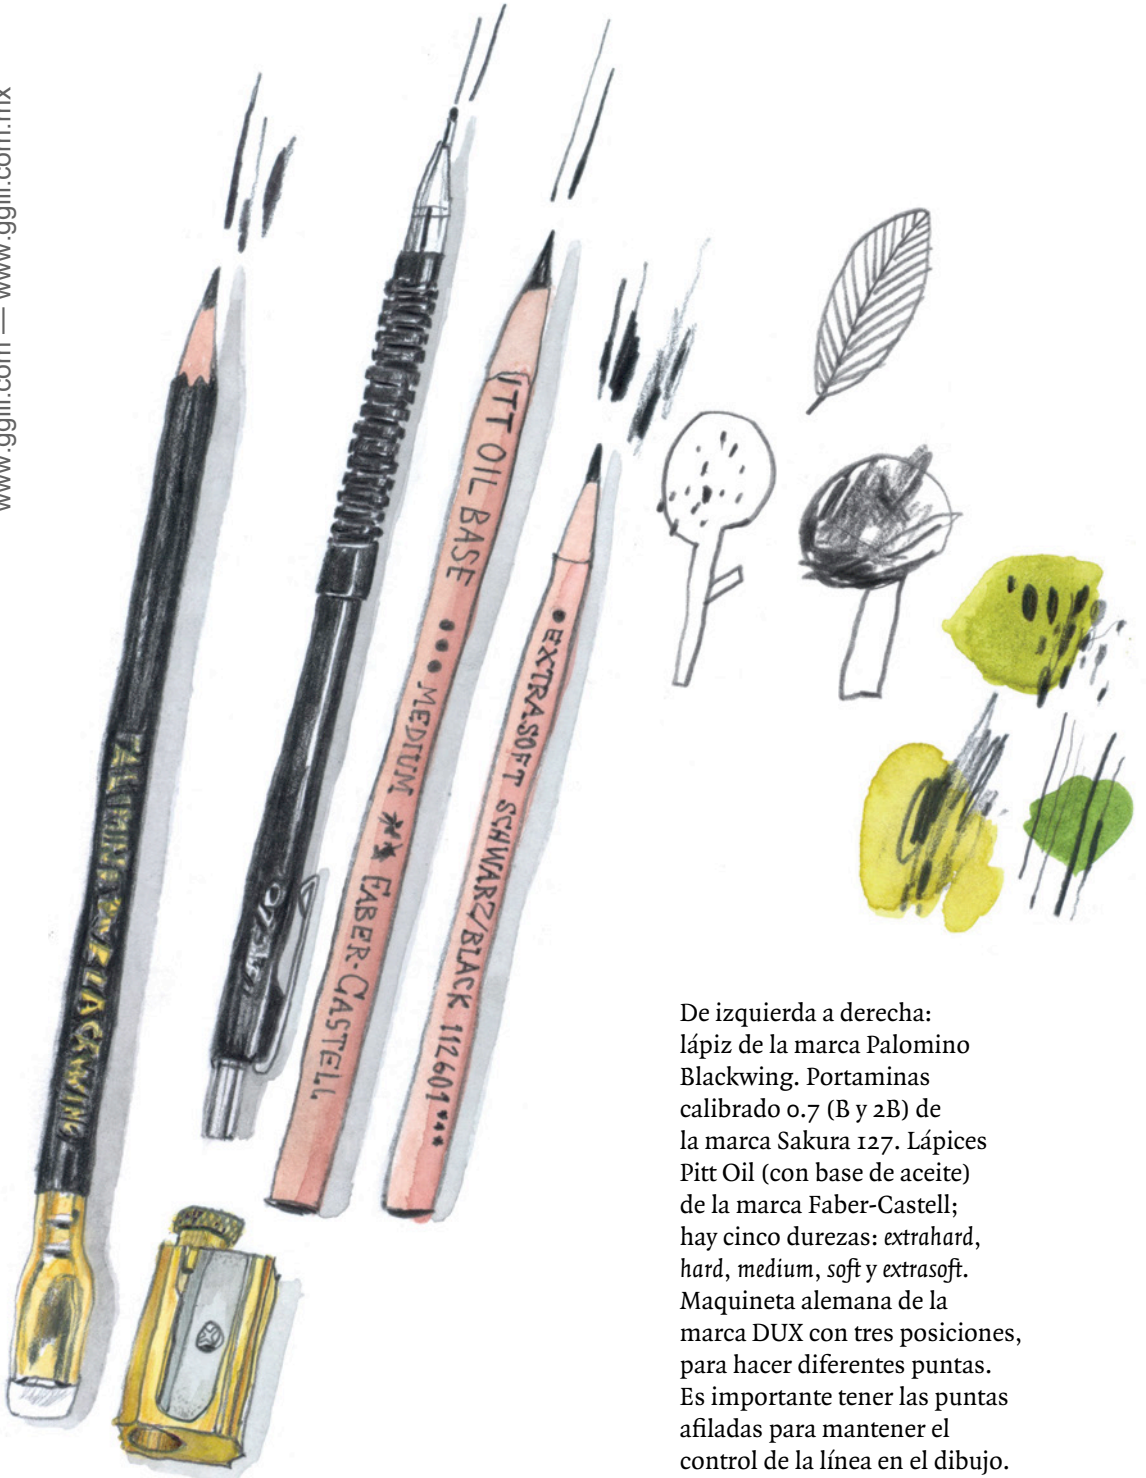 www.ggili.com — www.ggili.com.mx
BLACKWING
0.7
ITT OIL BASE ●●● MEDIUM ** FABER-CASTELL
●EXTRASOFT SCHWARZ/BLACK 112601***
De izquierda a derecha:
lápiz de la marca Palomino
Blackwing. Portaminas
calibrado 0.7 (B y 2B) de
la marca Sakura 127. Lápices
Pitt Oil (con base de aceite)
de la marca Faber-Castell;
hay cinco durezas: extrahard,
hard, medium, soft y extrasoft.
Maquineta alemana de la
marca DUX con tres posiciones,
para hacer diferentes puntas.
Es importante tener las puntas
afiladas para mantener el
control de la línea en el dibujo.